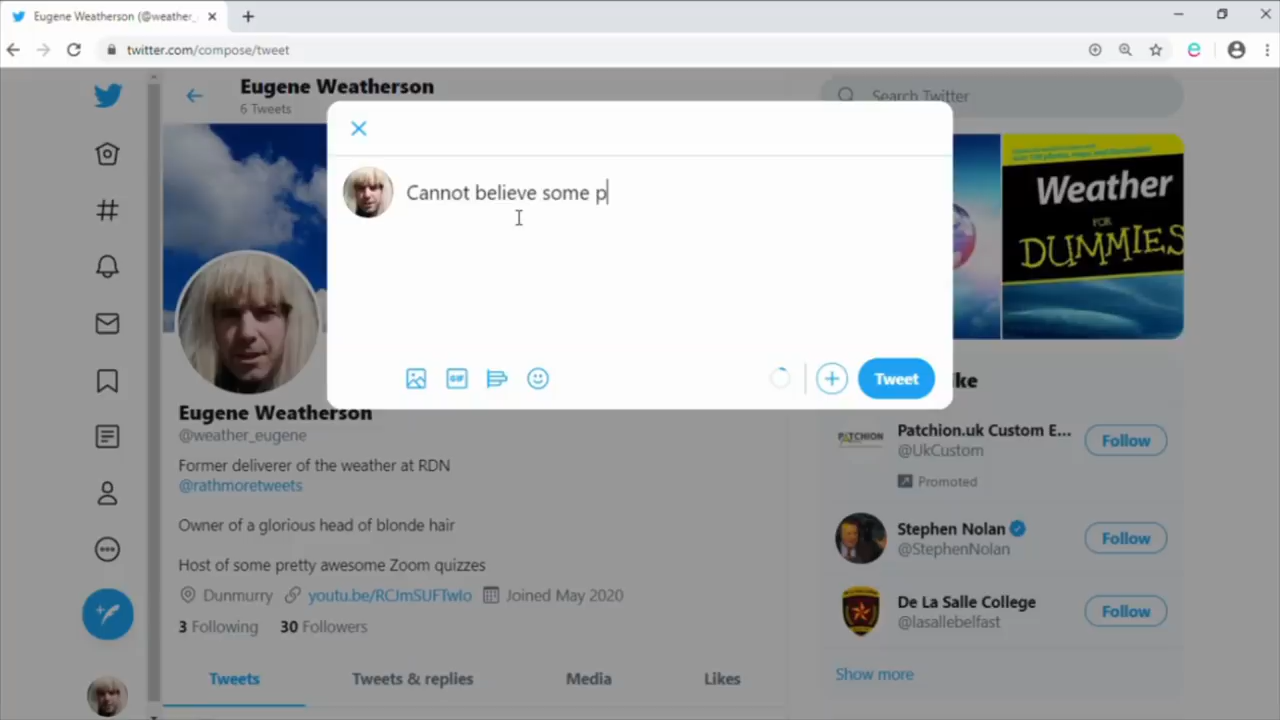 Eugene Weatherson (@weather_
twitter.com/compose/tweet
Eugene Weatherson
6 Tweets
Search Twitter
Cannot believe some p
Weather
FOR
DUMMIES
GIF
Tweet
Eugene Weatherson
@weather_eugene
Former deliverer of the weather at RDN
@rathmoretweets
Owner of a glorious head of blonde hair
Host of some pretty awesome Zoom quizzes
Dunmurry youtu.be/RCJmSUFTwIo Joined May 2020
3 Following 30 Followers
Tweets Tweets & replies Media Likes
ike
PATCHION
Patchion.uk Custom E...
@UkCustom
Follow
Promoted
Stephen Nolan
@StephenNolan
Follow
De La Salle College
@lasallebelfast
Follow
Show more